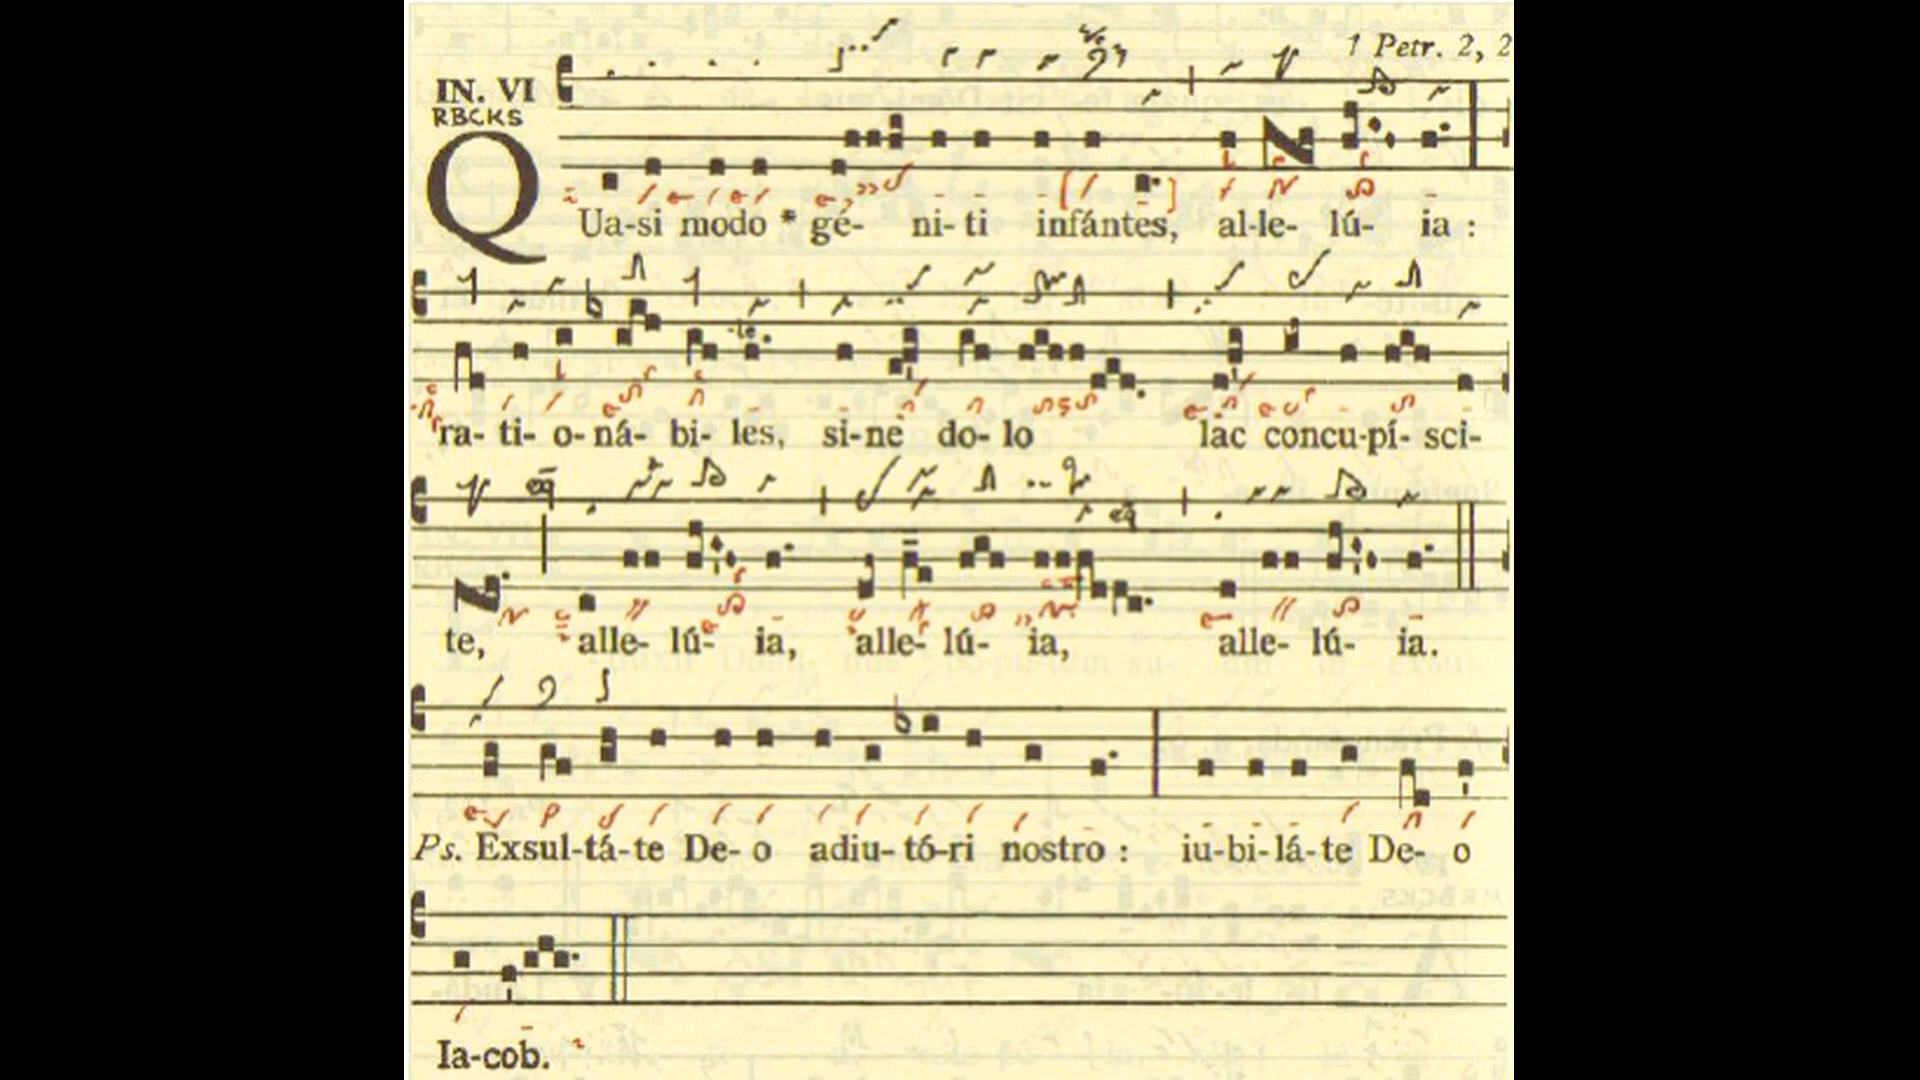 1 Petr. 2, 2
IN. VI
RBCKS
QUa-si modo * gé- ni- ti infántes, al-le- lú- ia :
ra- ti- o- ná- bi- les, si-ne do- lo lac concu-pí- sci-
te, alle- lú- ia, alle- lú- ia, alle- lú- ia.
Ps. Exsul-tá-te De- o adiu-tó-ri nostro : iu-bi-lá-te De- o
Ia-cob.